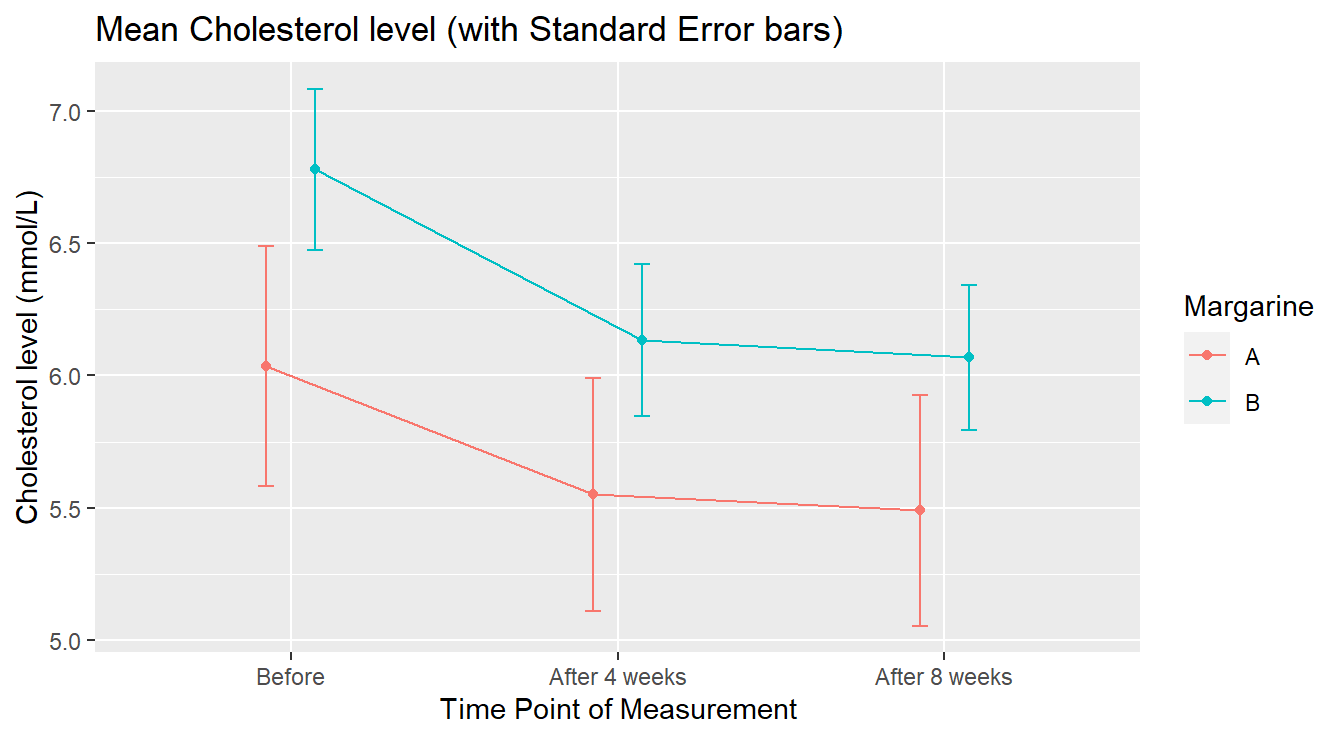 Mean Cholesterol level (with Standard Error bars)
Cholesterol level (mmol/L)
7.0
6.5
6.0
5.5
5.0
Before
After 4 weeks
After 8 weeks
Time Point of Measurement
Margarine
A
B